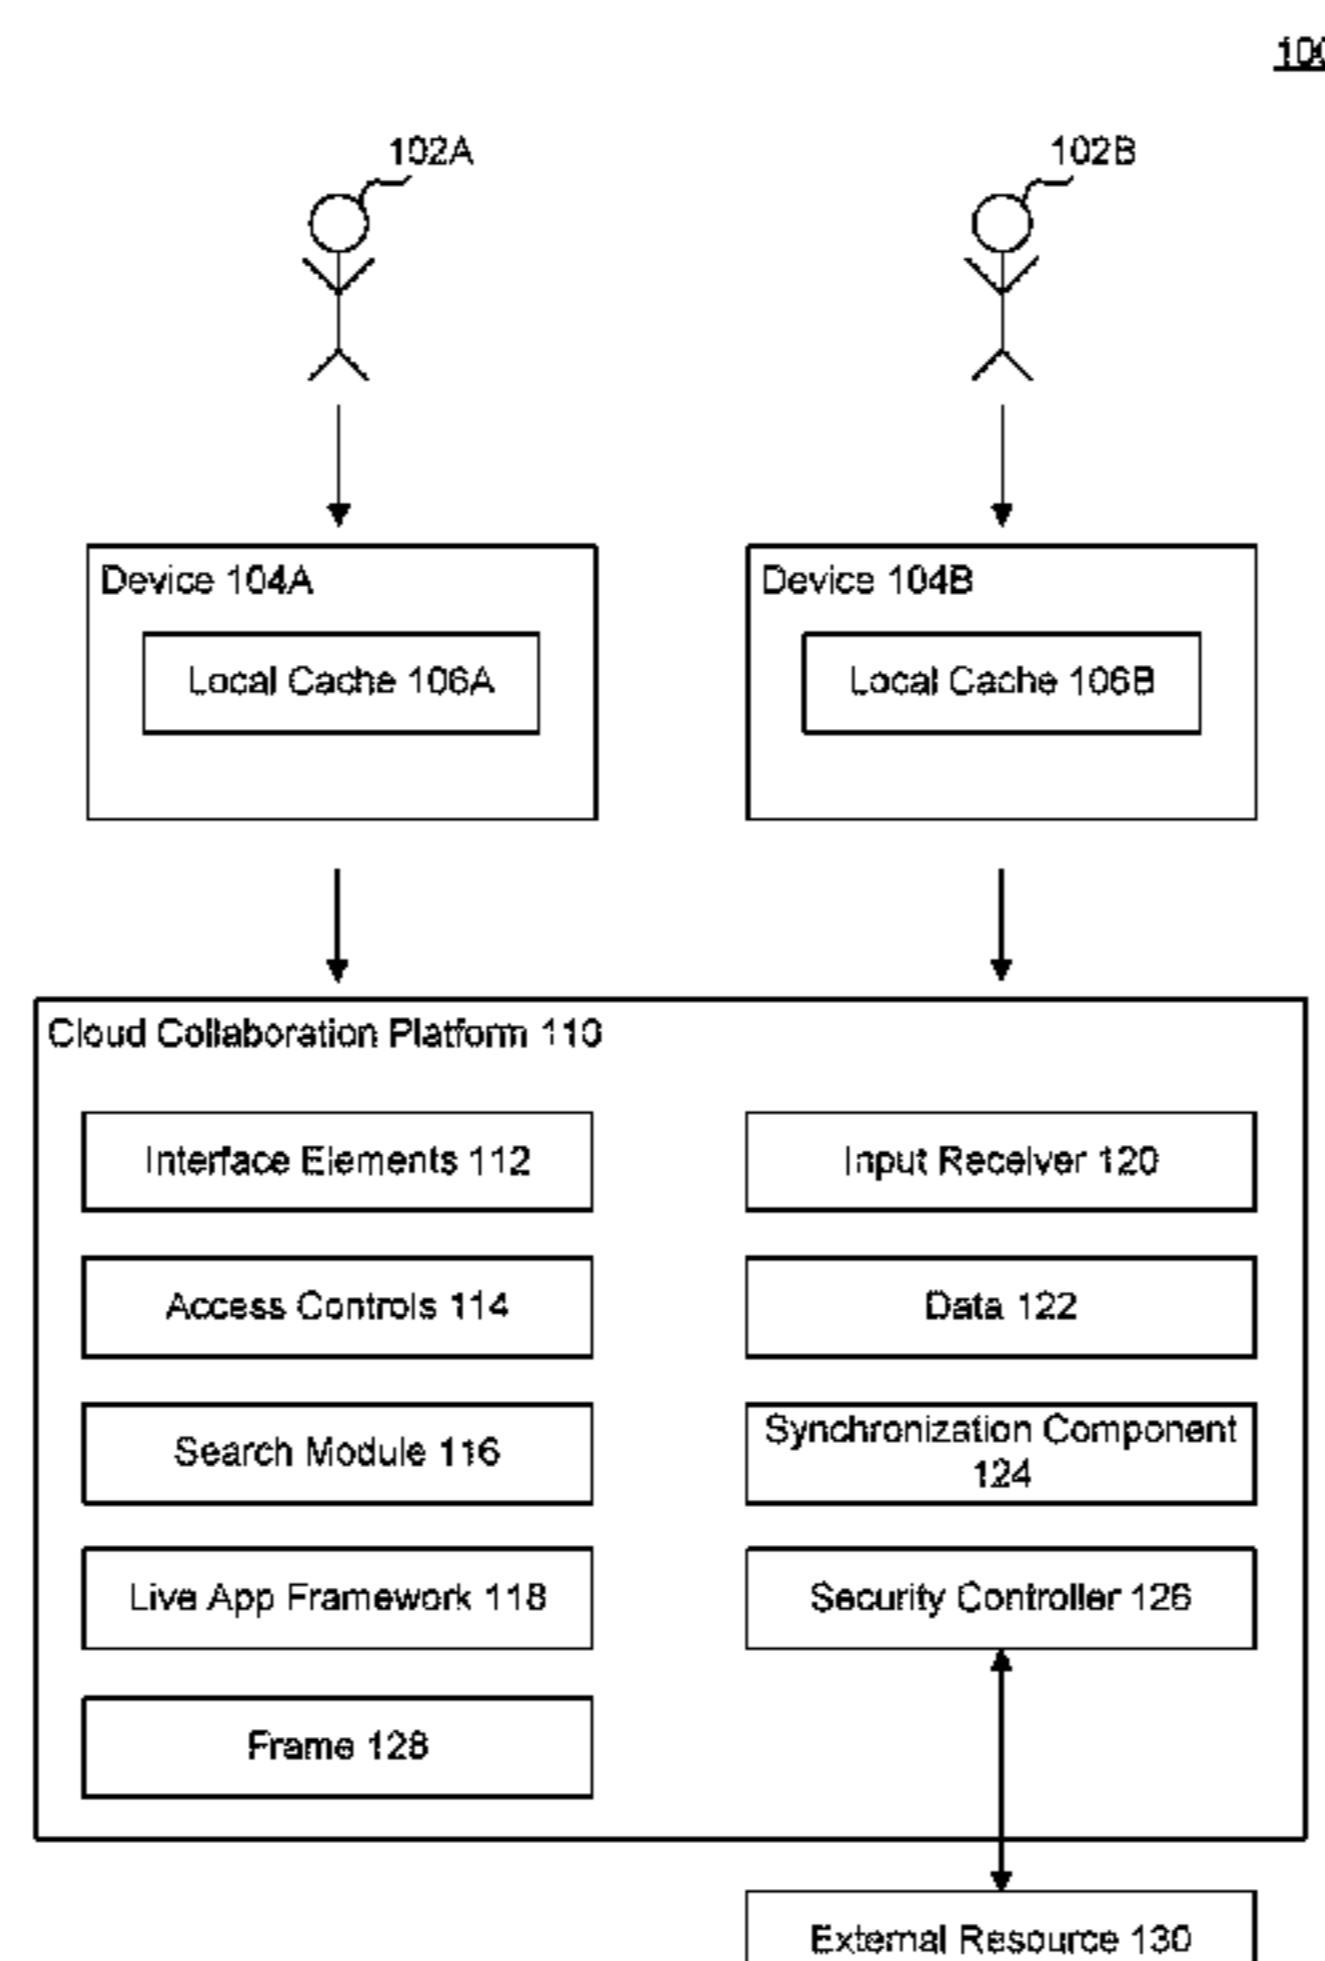 100
102A
102B
Device 104A
Device 104B
Local Cache 106A
Local Cache 106B
Cloud Collaboration Platform 110
Interface Elements 112
Input Receiver 120
Access Controls 114
Data 122
Search Module 116
Synchronization Component
124
Live App Framework 118
Security Controller 126
Frame 128
External Resource 130